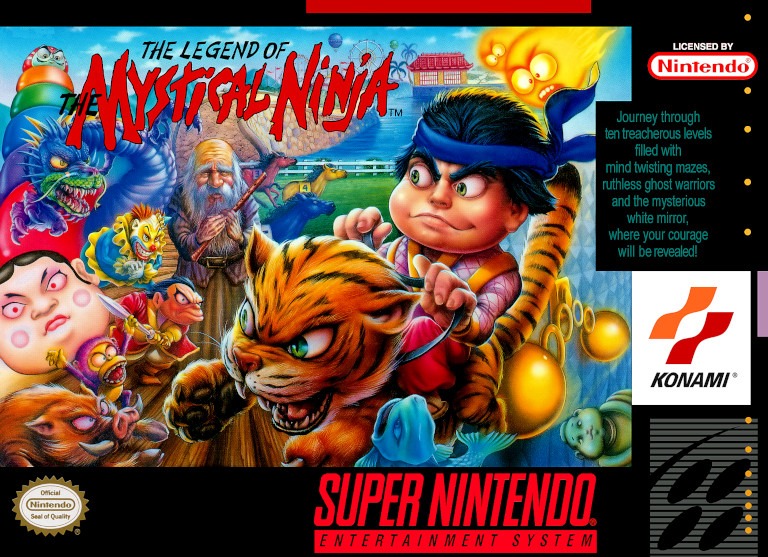 THE LEGEND OF
THE MYSTICAL NINJA™
LICENSED BY
Nintendo®
Journey through
ten treacherous levels
filled with
mind twisting mazes,
ruthless ghost warriors
and the mysterious
white mirror,
where your courage
will be revealed!
KONAMI®
Official
Nintendo
Seal of Quality
®
SUPER NINTENDO®
ENTERTAINMENT SYSTEM